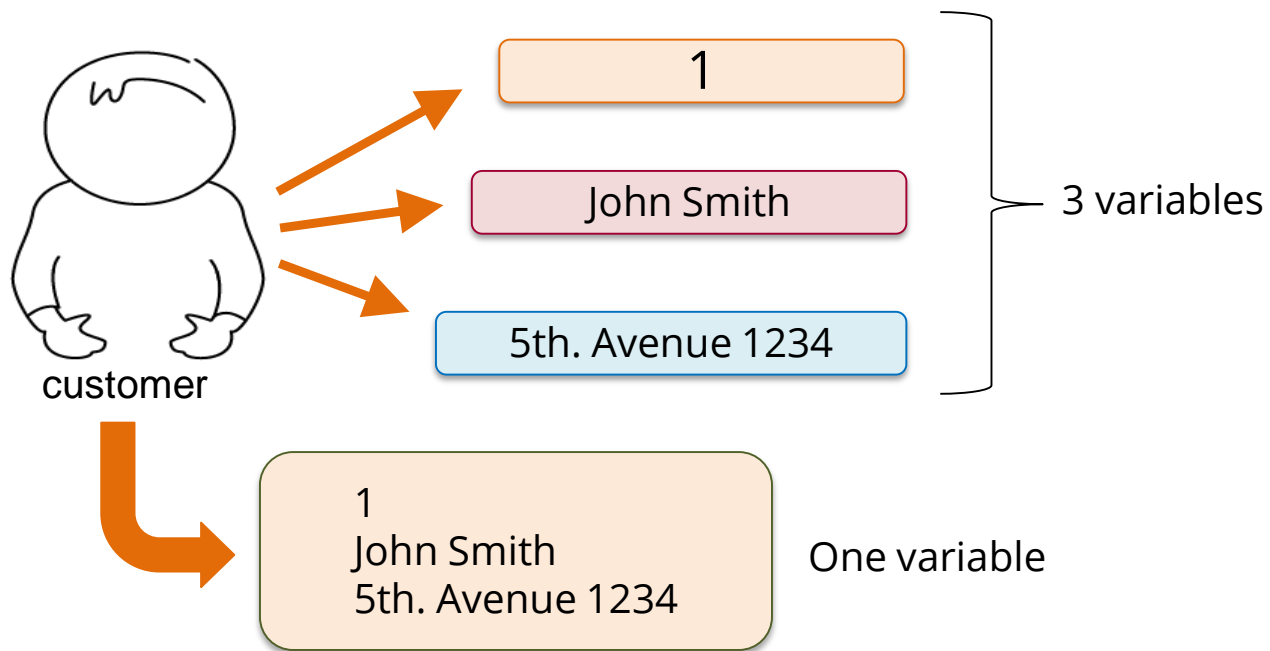 1
John Smith
3 variables
5th. Avenue 1234
customer
1
John Smith
5th. Avenue 1234
One variable